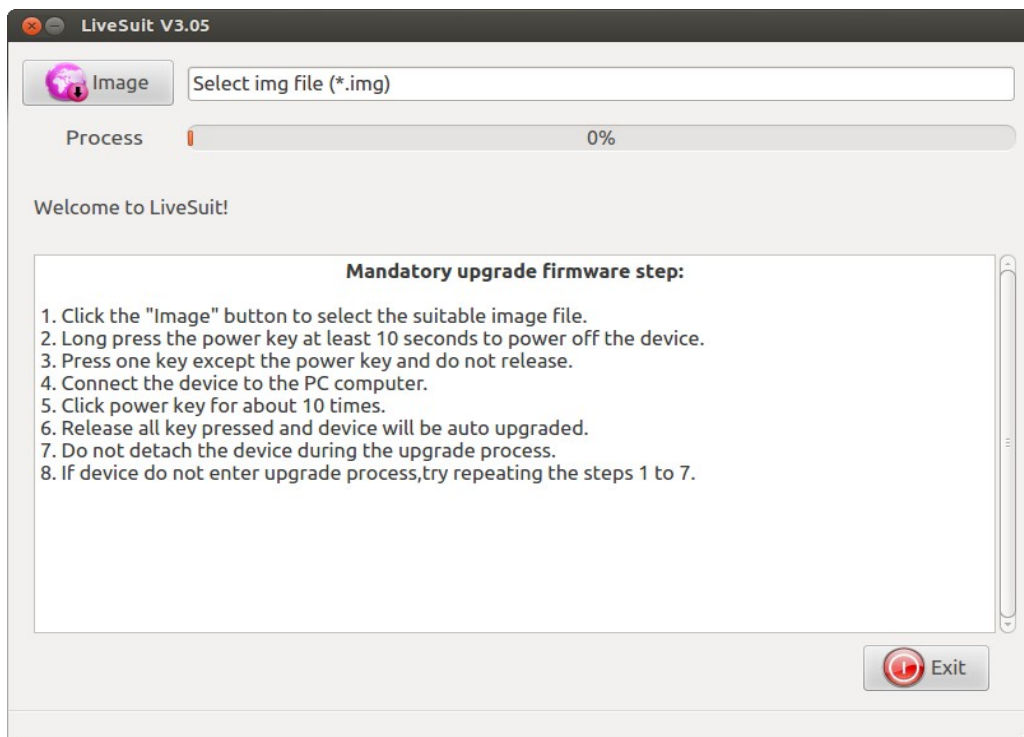 LiveSuit V3.05
Image
Select img file (*.img)
Process
0%
Welcome to LiveSuit!
Mandatory upgrade firmware step:
1. Click the "Image" button to select the suitable image file.
2. Long press the power key at least 10 seconds to power off the device.
3. Press one key except the power key and do not release.
4. Connect the device to the PC computer.
5. Click power key for about 10 times.
6. Release all key pressed and device will be auto upgraded.
7. Do not detach the device during the upgrade process.
8. If device do not enter upgrade process,try repeating the steps 1 to 7.
Exit